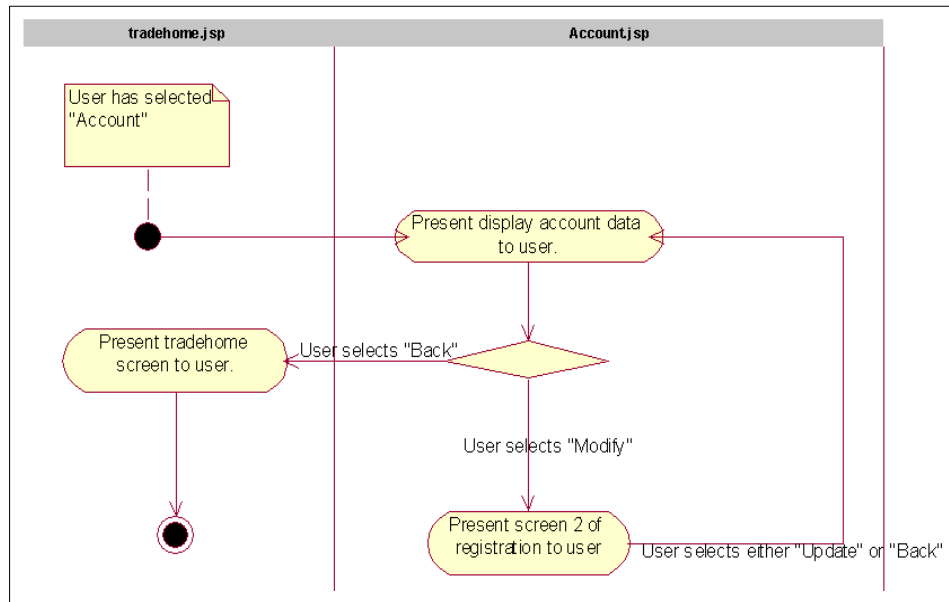 tradehome.jsp
Account.jsp
User has selected
"Account"
Present display account data
to user.
Present tradehome
screen to user.
User selects "Back"
User selects "Modify"
Present screen 2 of
registration to user
User selects either "Update" or "Back"